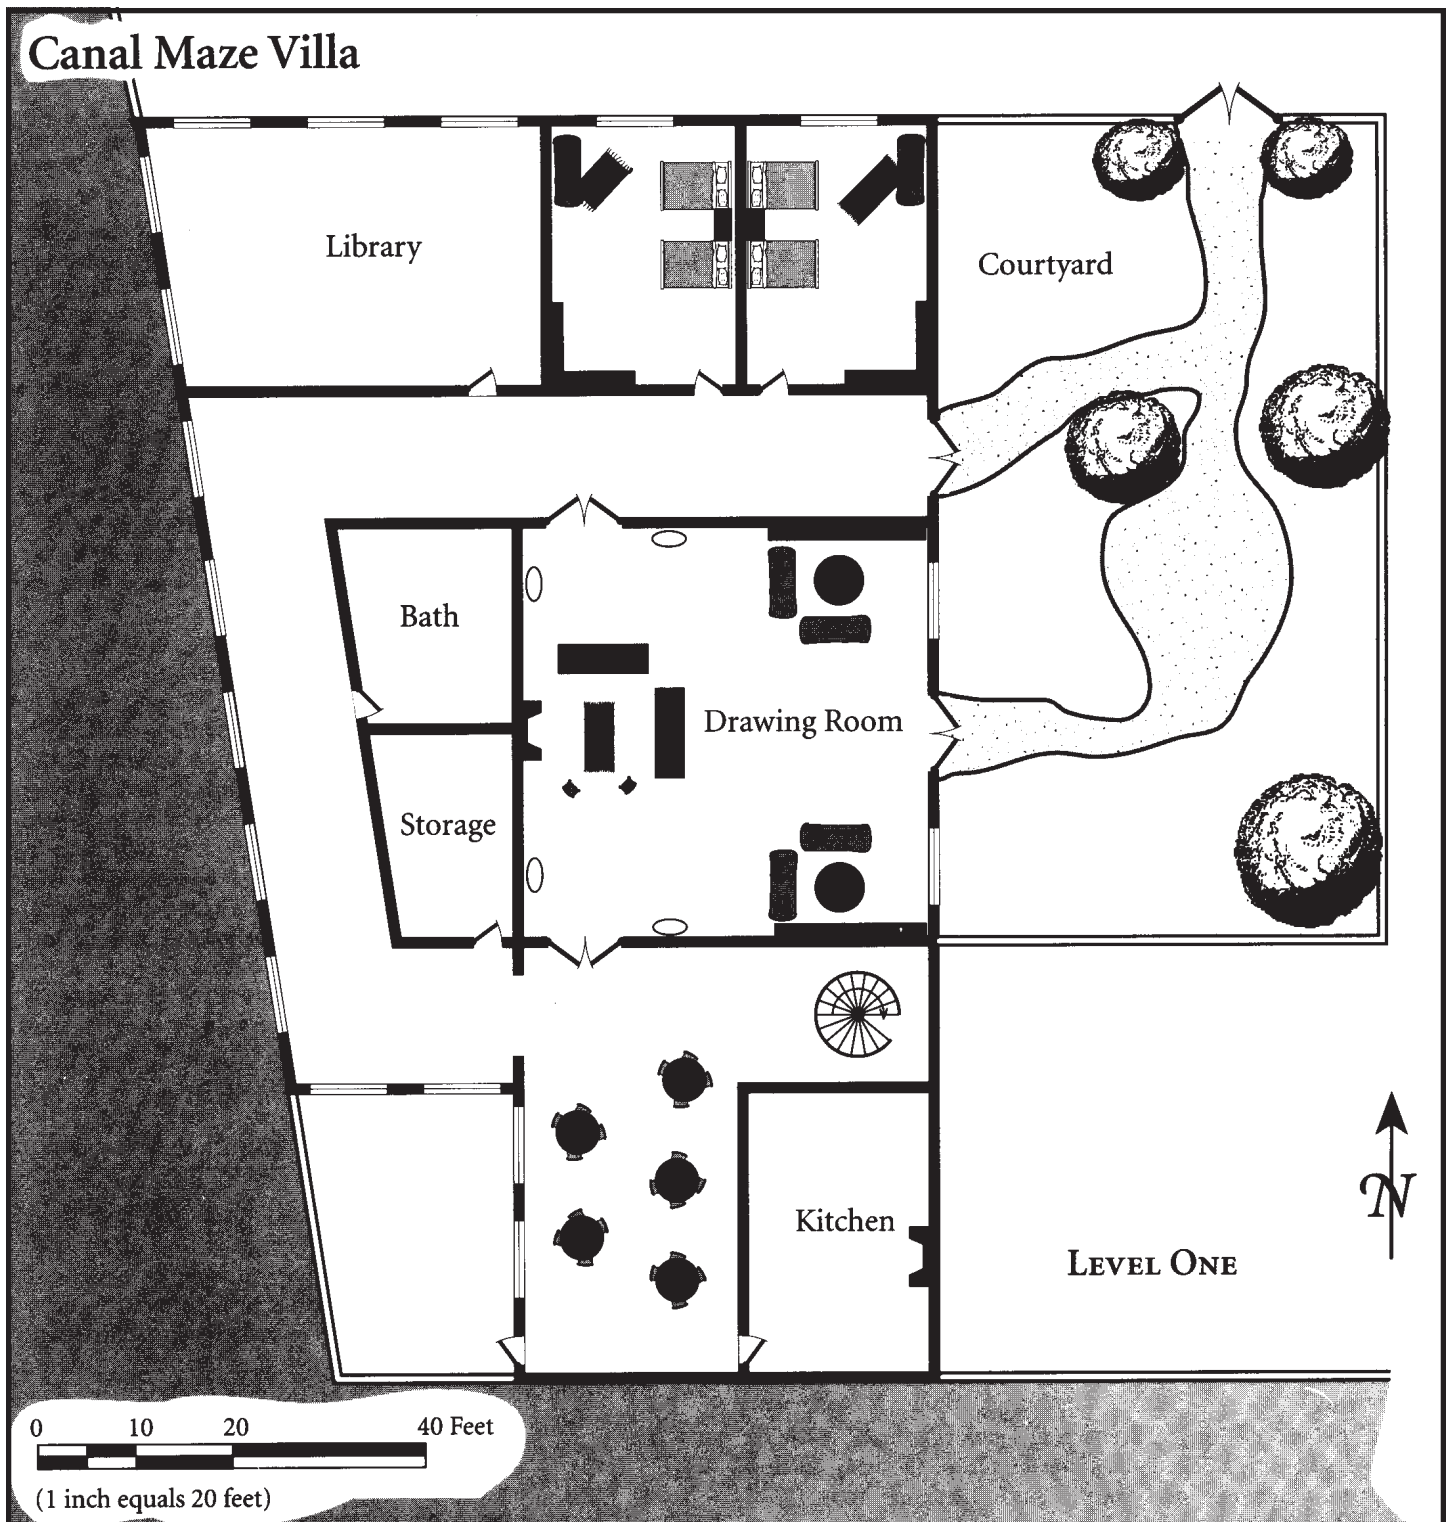 Canal Maze Villa
Library
Courtyard
Bath
Drawing Room
Storage
N
Kitchen
LEVEL ONE
0 10 20 40 Feet
(1 inch equals 20 feet)